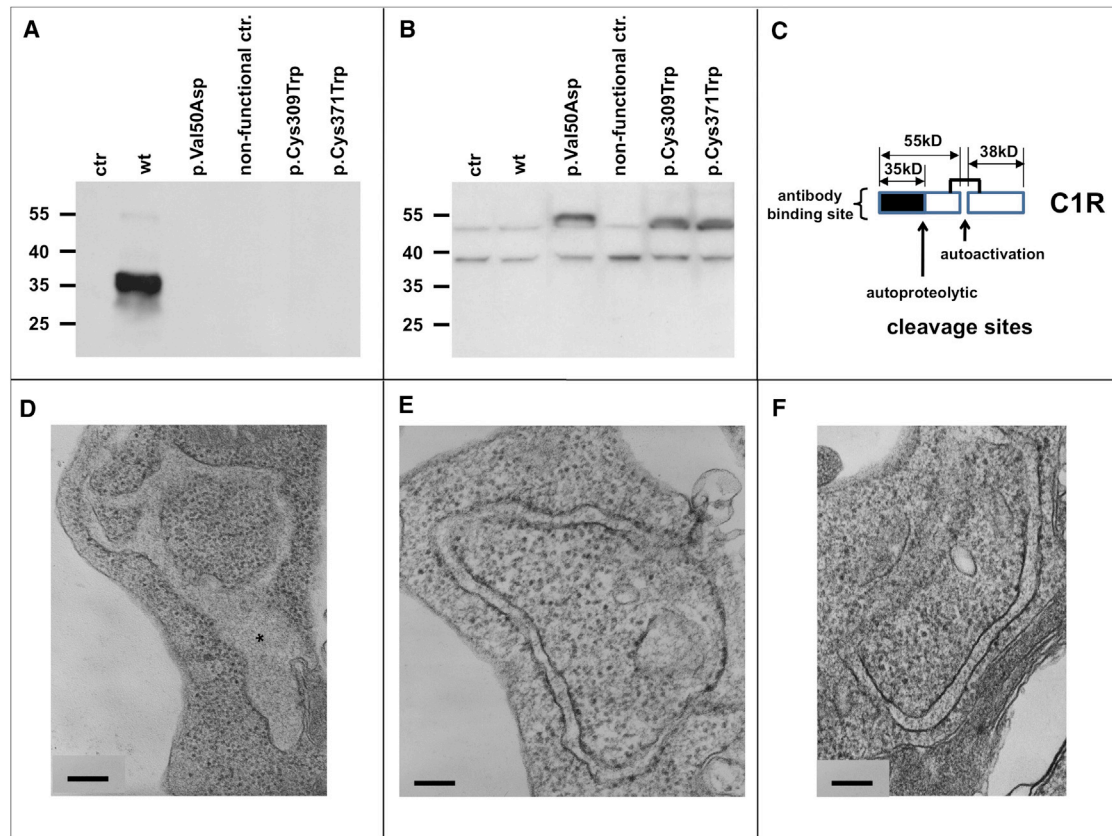 A
ctr
wt
p.Val50Asp
non-functional ctr.
p.Cys309Trp
p.Cys371Trp
55
40
35
25
B
ctr
wt
p.Val50Asp
non-functional ctr.
p.Cys309Trp
p.Cys371Trp
55
40
35
25
C
55kD
38kD
35kD
antibody
binding site
C1R
autoactivation
autoproteolytic
cleavage sites
D
*
E
F